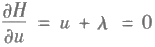 ∂H/∂u = u + λ = 0